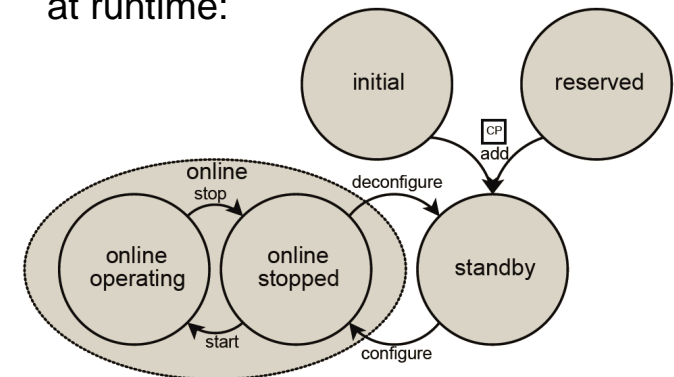 at runtime:
initial
reserved
CP
add
online
stop
deconfigure
online
operating
online
stopped
standby
start
configure